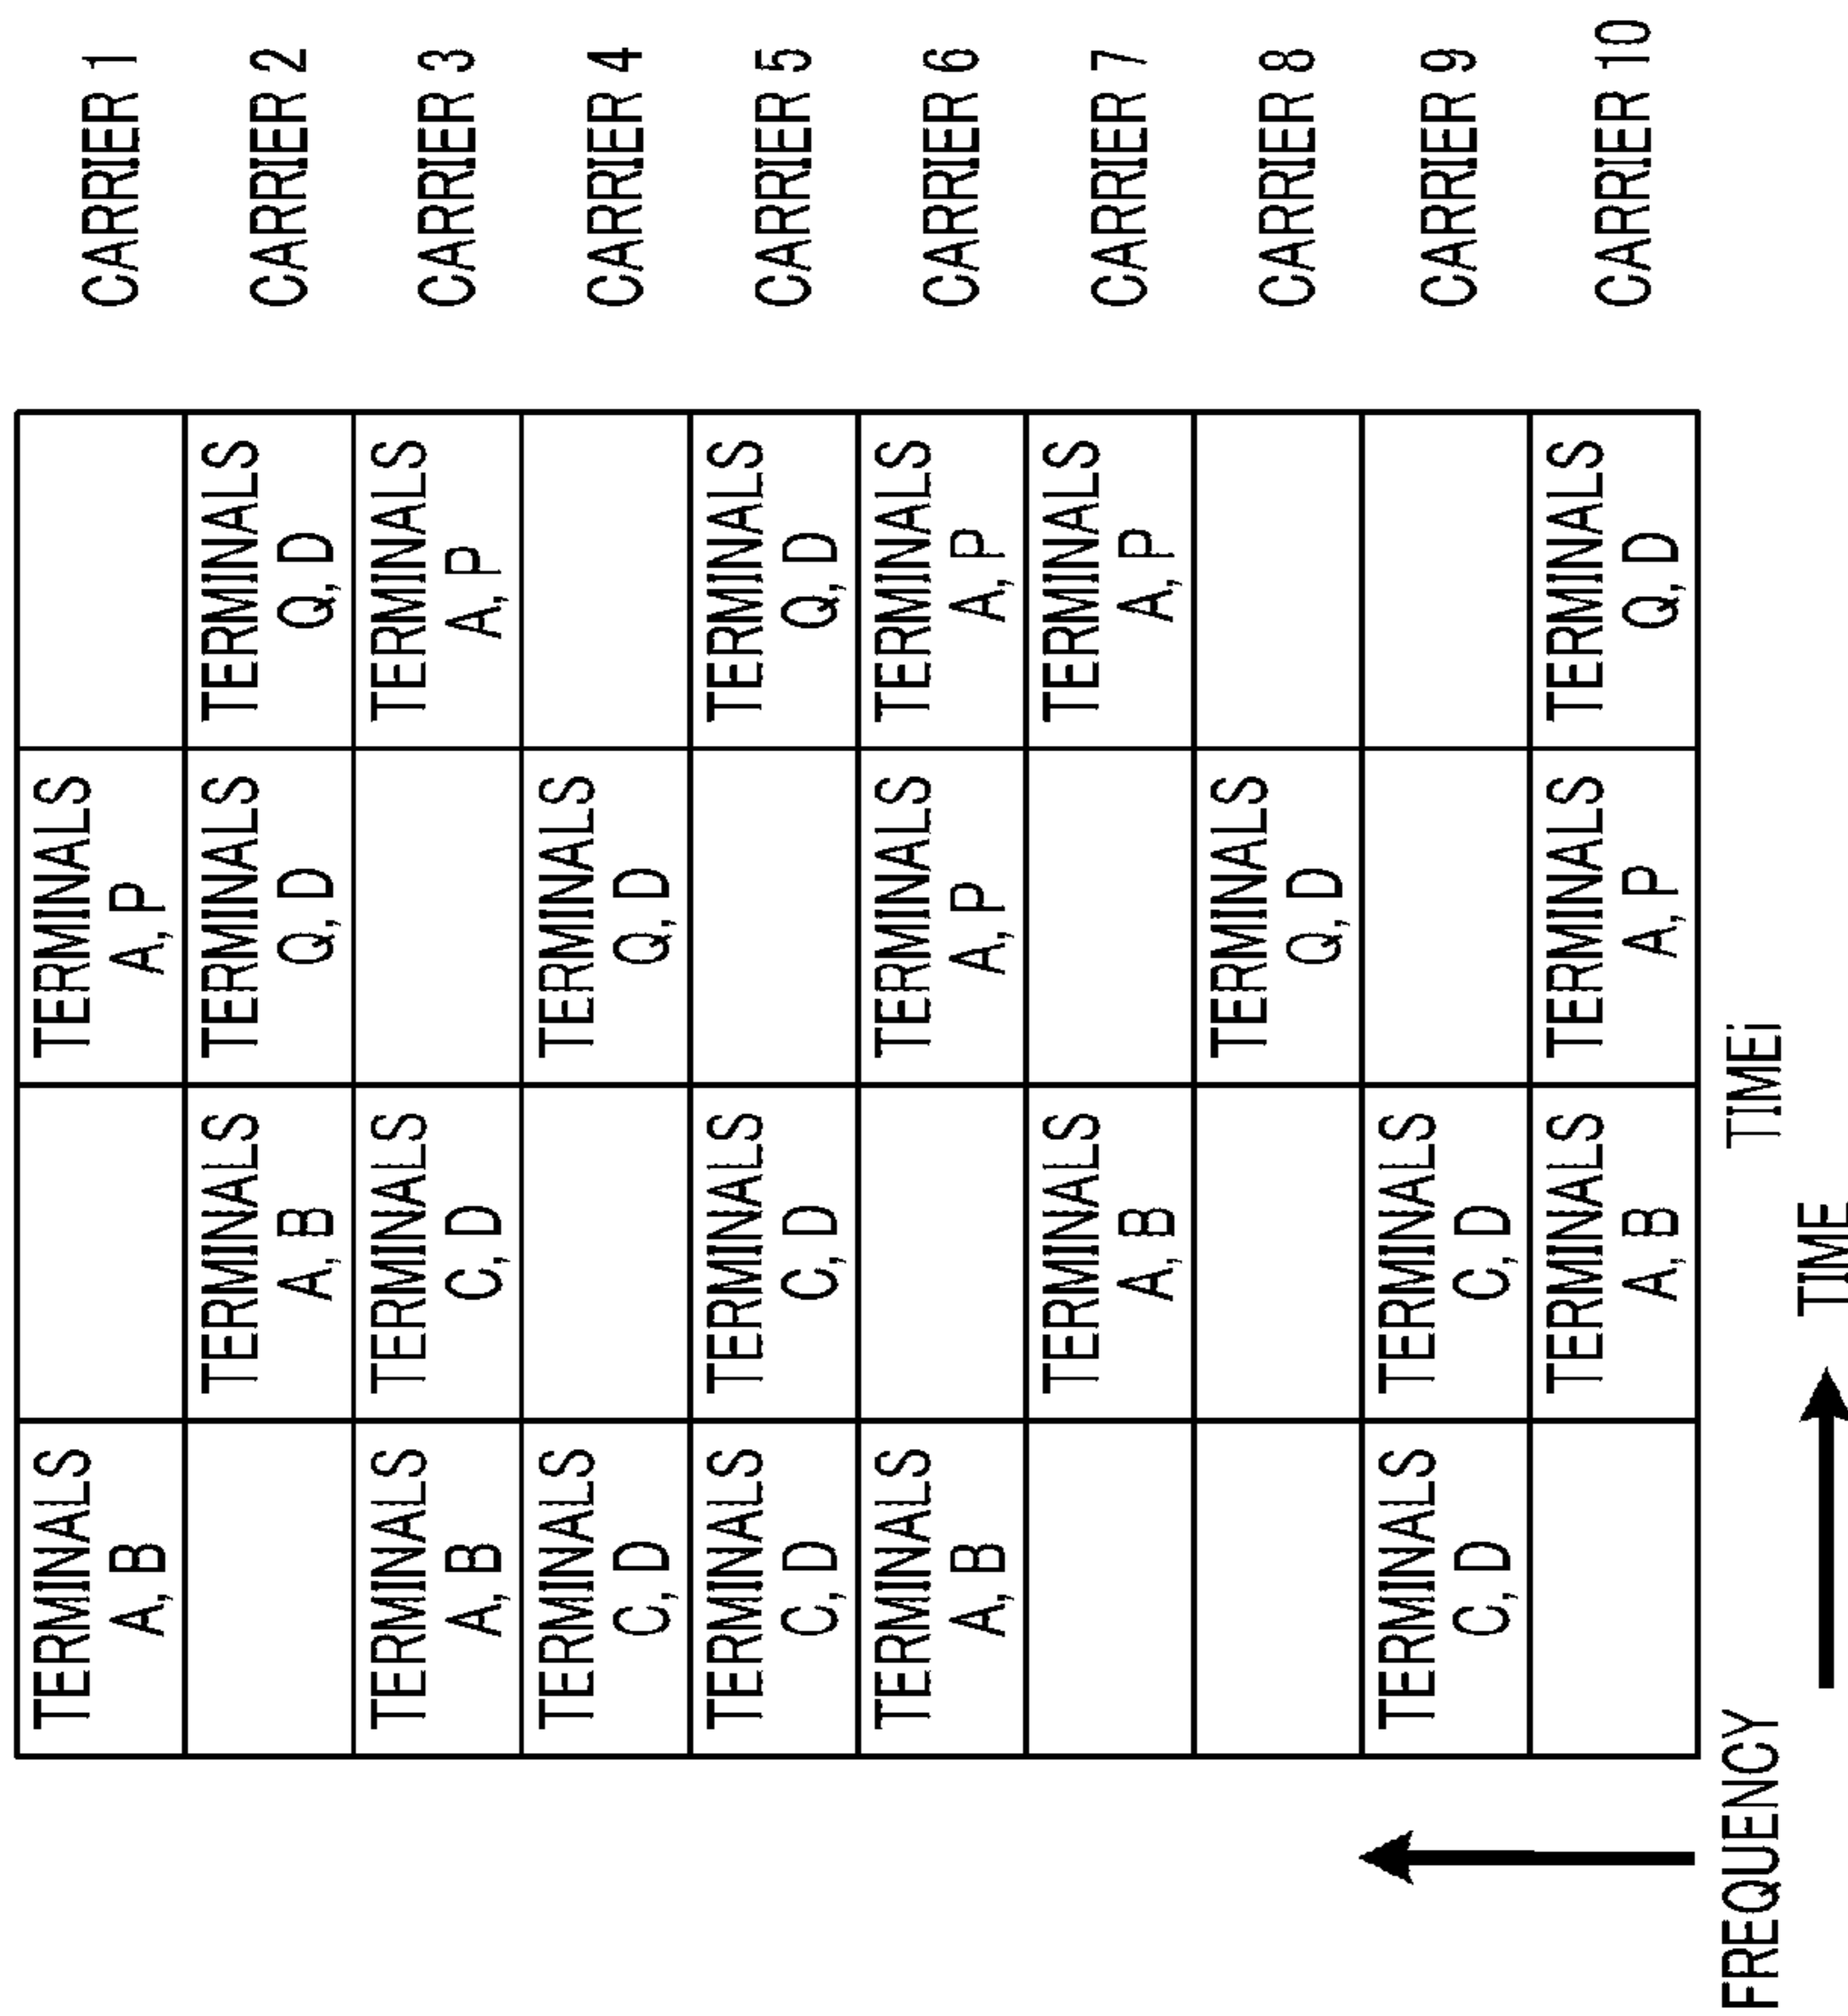 TERMINALS
A,B
TERMINALS
A,P
CARRIER 1
TERMINALS
A,B
TERMINALS
Q,D
TERMINALS
Q,D
CARRIER 2
TERMINALS
A,B
TERMINALS
C,D
TERMINALS
A,P
CARRIER 3
TERMINALS
C,D
TERMINALS
Q,D
CARRIER 4
TERMINALS
C,D
TERMINALS
C,D
TERMINALS
Q,D
CARRIER 5
TERMINALS
A,B
TERMINALS
A,P
TERMINALS
A,P
CARRIER 6
TERMINALS
A,B
TERMINALS
A,P
CARRIER 7
TERMINALS
Q,D
CARRIER 8
TERMINALS
C,D
TERMINALS
C,D
CARRIER 9
TERMINALS
A,B
TERMINALS
A,P
TERMINALS
Q,D
CARRIER 10
FREQUENCY
TIMEi
TIME